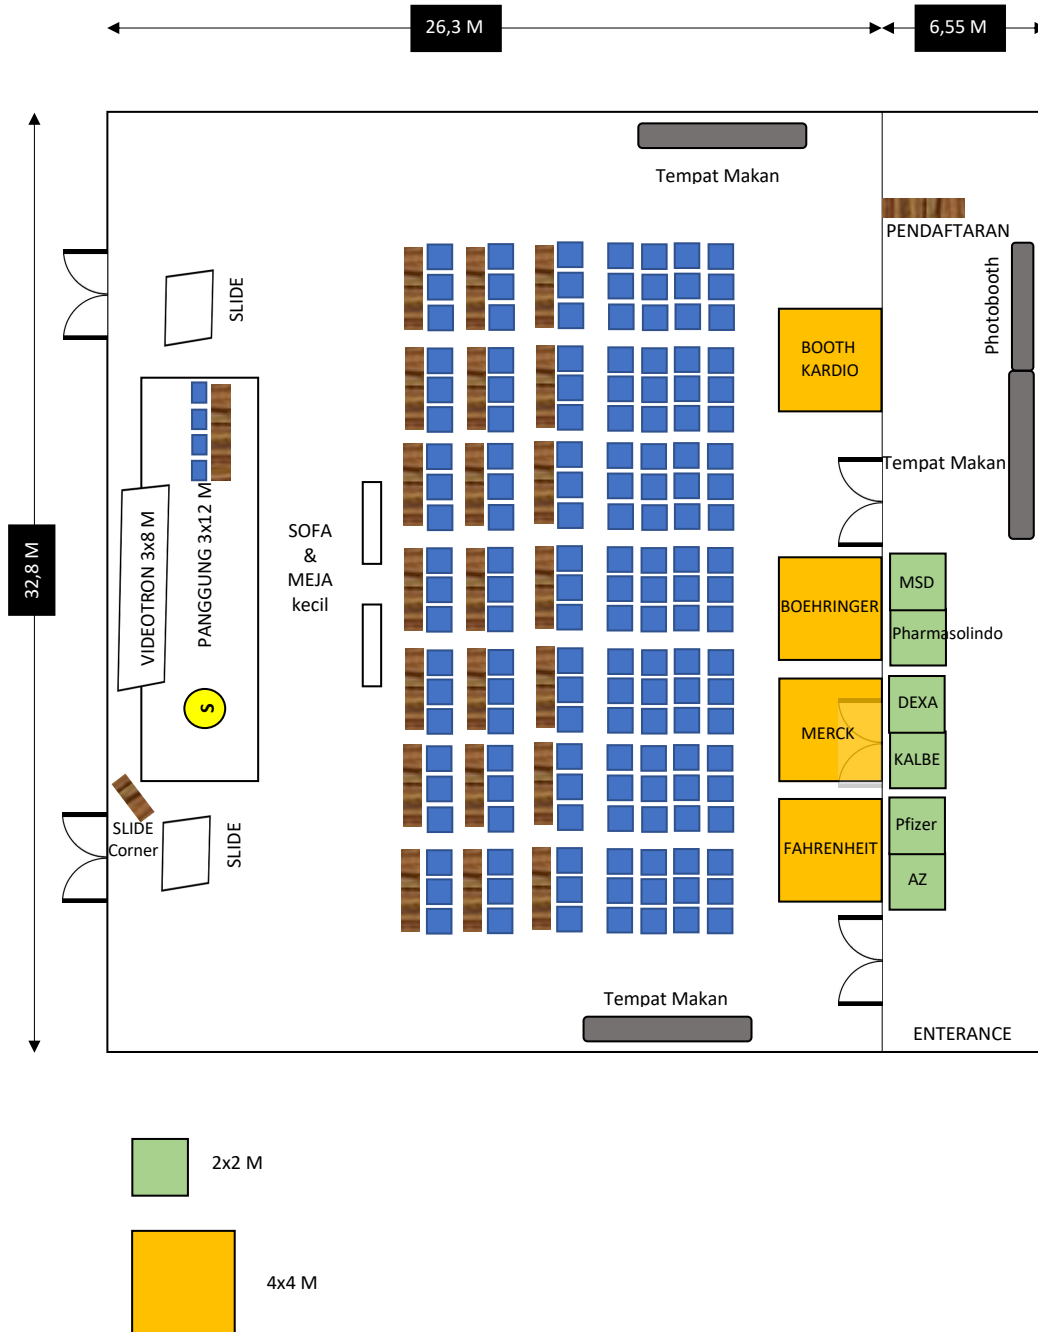 26,3 M
6,55 M
Tempat Makan
PENDAFTARAN
SLIDE
Photobooth
BOOTH
KARDIO
Tempat Makan
32,8 M
VIDEOTRON 3x8 M
PANGGUNG 3x12 M
SOFA
&
MEJA
kecil
MSD
BOEHRINGER
Pharmasolindo
DEXA
S
MERCK
KALBE
SLIDE
Corner
SLIDE
Pfizer
FAHRENHEIT
AZ
Tempat Makan
ENTERANCE
2x2 M
4x4 M